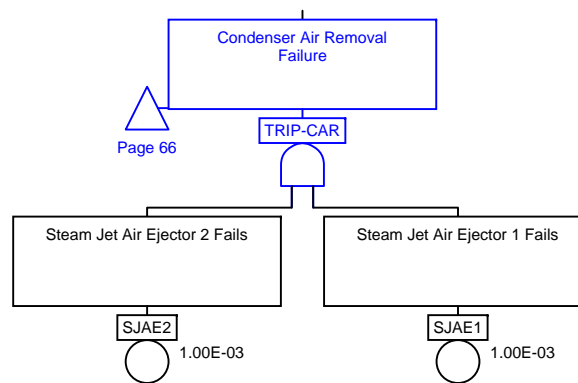 Condenser Air Removal
Failure
Page 66
TRIP-CAR
Steam Jet Air Ejector 2 Fails
Steam Jet Air Ejector 1 Fails
SJAE2
1.00E-03
SJAE1
1.00E-03